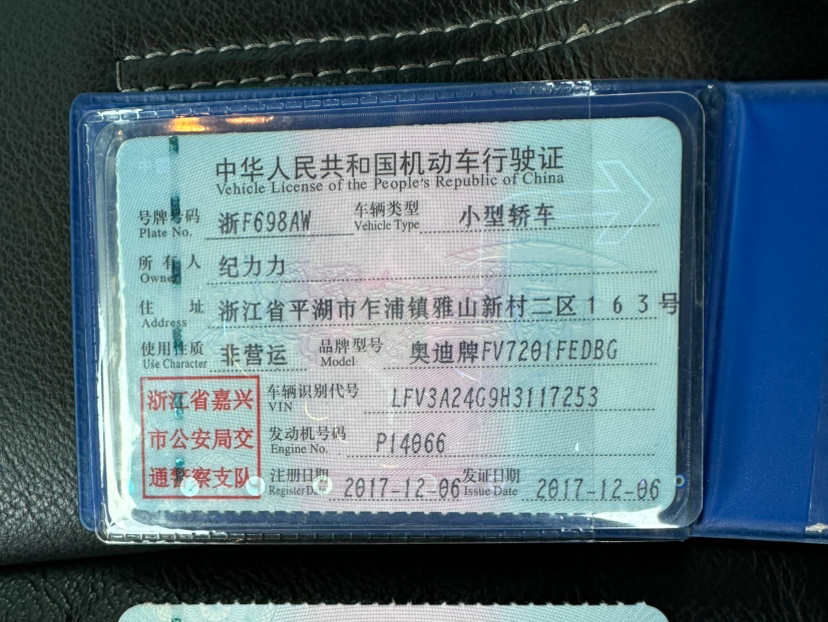 中华人民共和国机动车行驶证
Vehicle License of the People's Republic of China
号牌号码 浙F698AW 车辆类型 小型轿车
Plate No. Vehicle Type
所有人 纪力力
Owner
住址 浙江省平湖市乍浦镇雅山新村二区163号
Address
使用性质 非营运 品牌型号 奥迪牌FV7201FEDBG
Use Character Model
浙江省嘉兴 车辆识别代号 LFV3A24G9H3117253
VIN
市公安局交 发动机号码 P14066
Engine No.
通警察支队 注册日期 2017-12-06 发证日期 2017-12-06
Register Date Issue Date